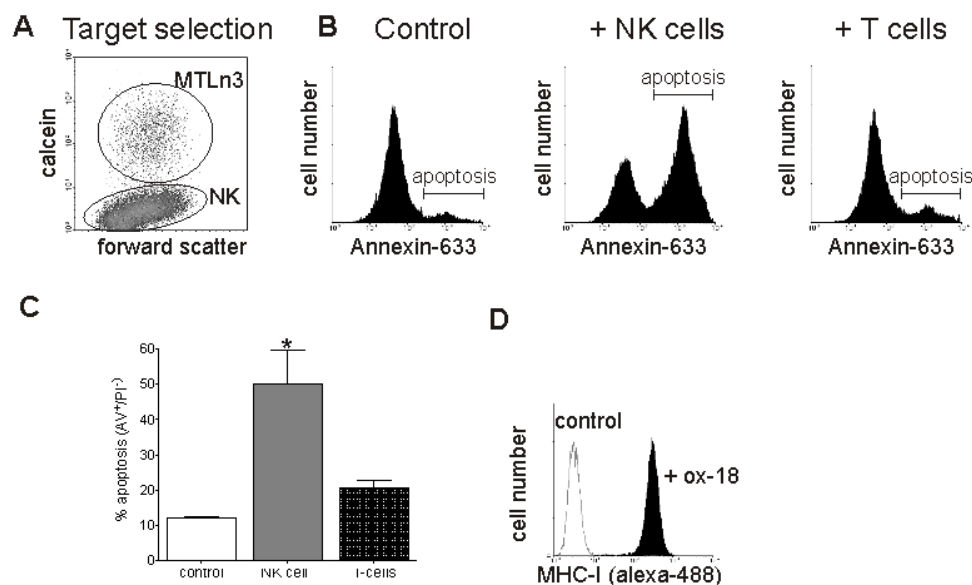 A Target selection
MTLn3
NK
calcein
forward scatter
B Control
+ NK cells
+ T cells
cell number
apoptosis
Annexin-633
cell number
apoptosis
Annexin-633
cell number
apoptosis
Annexin-633
C
% apoptosis (AV⁺/PI⁻)
60
50
40
30
20
10
0
*
control
NK cell
T-cells
D
control
+ ox-18
cell number
MHC-I (alexa-488)